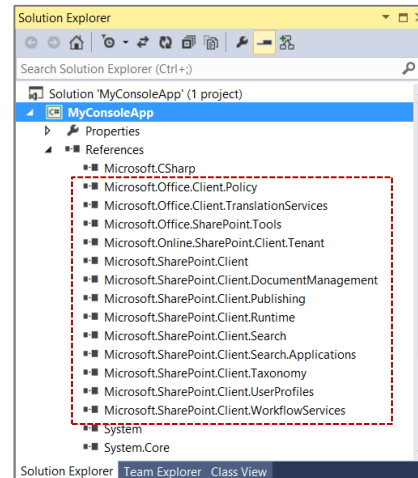 Solution Explorer
Search Solution Explorer (Ctrl+;)
Solution 'MyConsoleApp' (1 project)
C# MyConsoleApp
Properties
References
Microsoft.CSharp
Microsoft.Office.Client.Policy
Microsoft.Office.Client.TranslationServices
Microsoft.Office.SharePoint.Tools
Microsoft.Online.SharePoint.Client.Tenant
Microsoft.SharePoint.Client
Microsoft.SharePoint.Client.DocumentManagement
Microsoft.SharePoint.Client.Publishing
Microsoft.SharePoint.Client.Runtime
Microsoft.SharePoint.Client.Search
Microsoft.SharePoint.Client.Search.Applications
Microsoft.SharePoint.Client.Taxonomy
Microsoft.SharePoint.Client.UserProfiles
Microsoft.SharePoint.Client.WorkflowServices
System
System.Core
Solution Explorer Team Explorer Class View